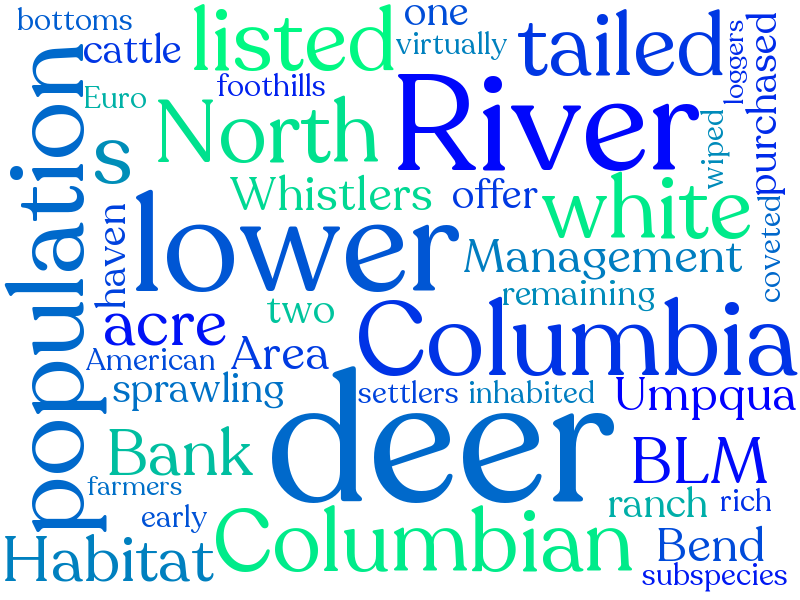 bottoms
cattle
listed
one
virtually
tailed
loggers
purchased
foothills
Euro
North
River
wiped
population
s
Whistlers
offer
white
coveted
haven
lower
Management
remaining
two
acre
Columbia
American
Area
sprawling
settlers
inhabited
Umpqua
deer
Bank
BLM
farmers
ranch
rich
early
Columbian
Habitat
Bend
subspecies